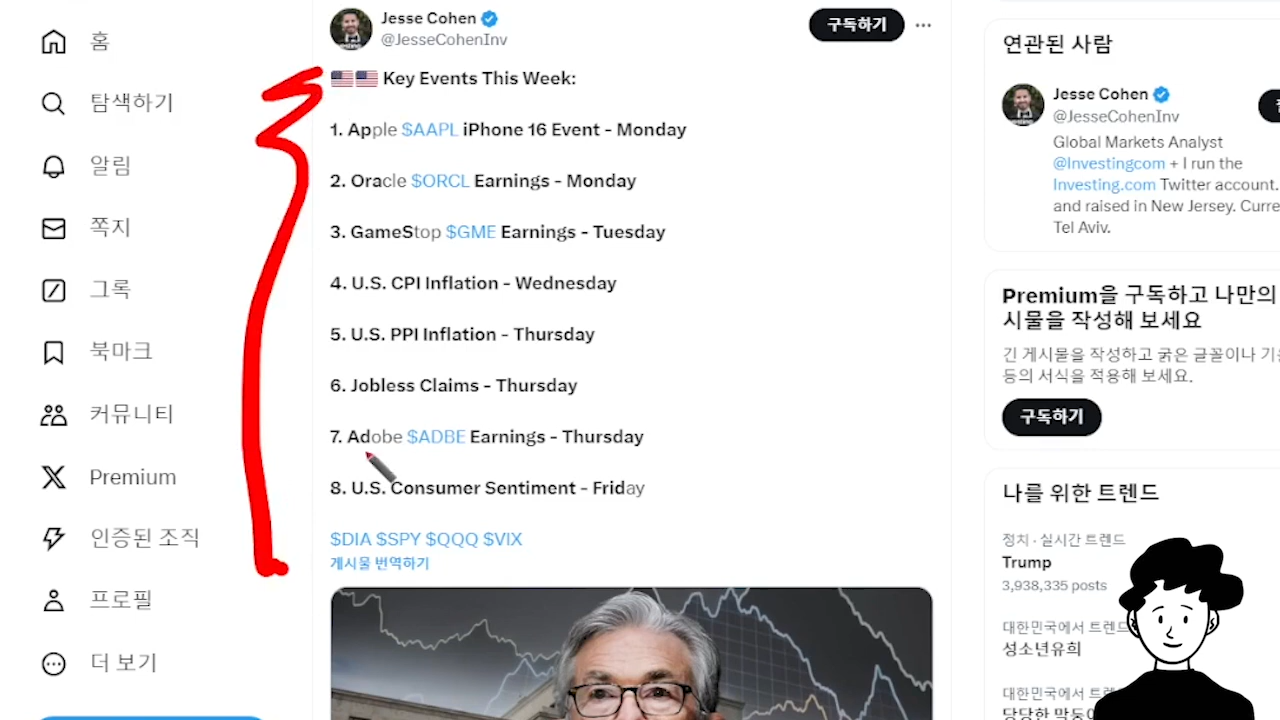 홈
탐색하기
알림
쪽지
그록
북마크
커뮤니티
Premium
인증된 조직
프로필
더 보기
Jesse Cohen
@JesseCohenInv
구독하기
Key Events This Week:
1. Apple $AAPL iPhone 16 Event - Monday
2. Oracle $ORCL Earnings - Monday
3. GameStop $GME Earnings - Tuesday
4. U.S. CPI Inflation - Wednesday
5. U.S. PPI Inflation - Thursday
6. Jobless Claims - Thursday
7. Adobe $ADBE Earnings - Thursday
8. U.S. Consumer Sentiment - Friday
$DIA $SPY $QQQ $VIX
게시물 번역하기
연관된 사람
Jesse Cohen
@JesseCohenInv
Global Markets Analyst
@Investingcom + I run the
Investing.com Twitter account.
and raised in New Jersey.
Tel Aviv.
Premium을 구독하고 나만의
시물을 작성해 보세요
긴 게시물을 작성하고 굵은 글꼴이나
등의 서식을 적용해 보세요.
구독하기
나를 위한 트렌드
정치 · 실시간 트렌드
Trump
3,938,335 posts
대한민국에서 트렌드
성소년유희
대한민국에서
당당한